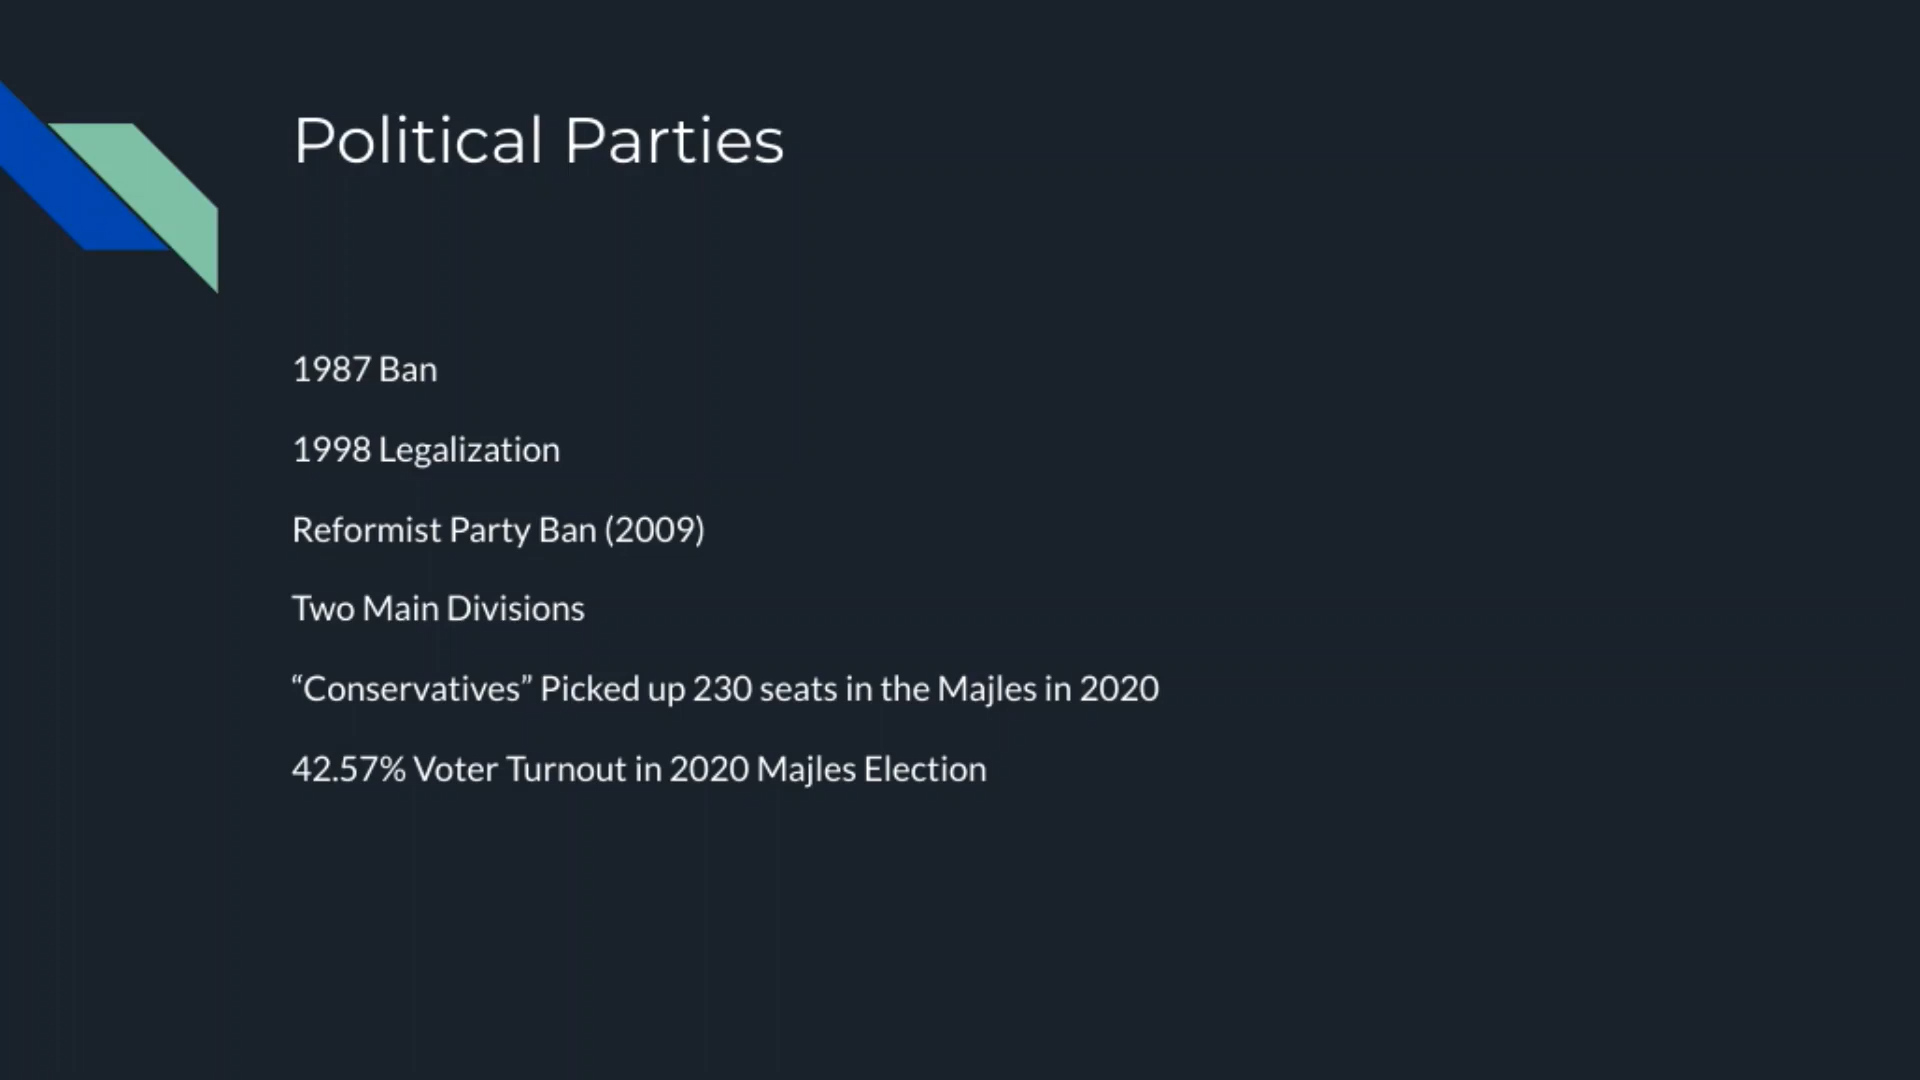 Political Parties
1987 Ban
1998 Legalization
Reformist Party Ban (2009)
Two Main Divisions
“Conservatives” Picked up 230 seats in the Majles in 2020
42.57% Voter Turnout in 2020 Majles Election